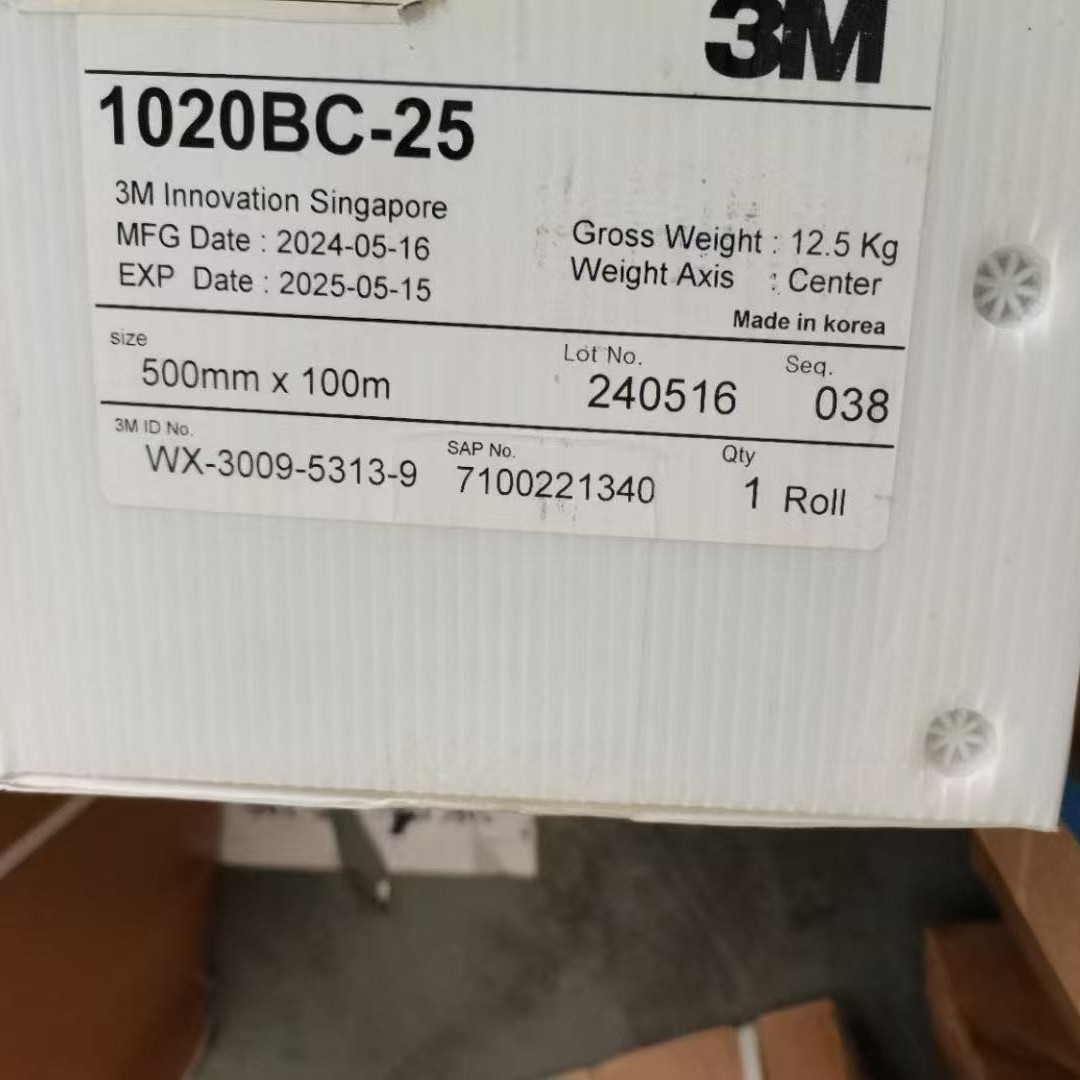 3M
1020BC-25
3M Innovation Singapore
MFG Date : 2024-05-16
EXP Date : 2025-05-15
Gross Weight : 12.5 Kg
Weight Axis : Center
Made in korea
size
500mm x 100m
Lot No.
240516
Seq.
038
3M ID No.
WX-3009-5313-9
SAP No.
7100221340
Qty
1 Roll